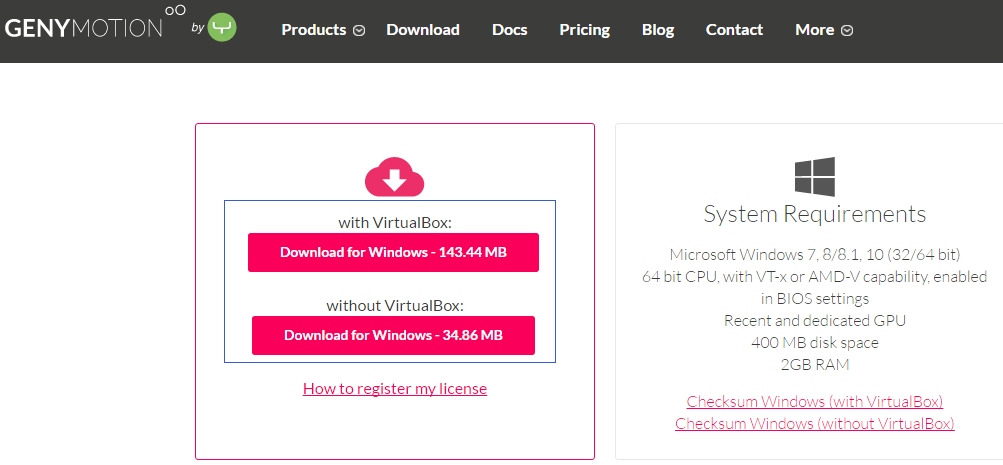 GENYMOTION by
Products Download Docs Pricing Blog Contact More
with VirtualBox:
Download for Windows - 143.44 MB
without VirtualBox:
Download for Windows - 34.86 MB
How to register my license
System Requirements
Microsoft Windows 7, 8/8.1, 10 (32/64 bit)
64 bit CPU, with VT-x or AMD-V capability, enabled
in BIOS settings
Recent and dedicated GPU
400 MB disk space
2GB RAM
Checksum Windows (with VirtualBox)
Checksum Windows (without VirtualBox)